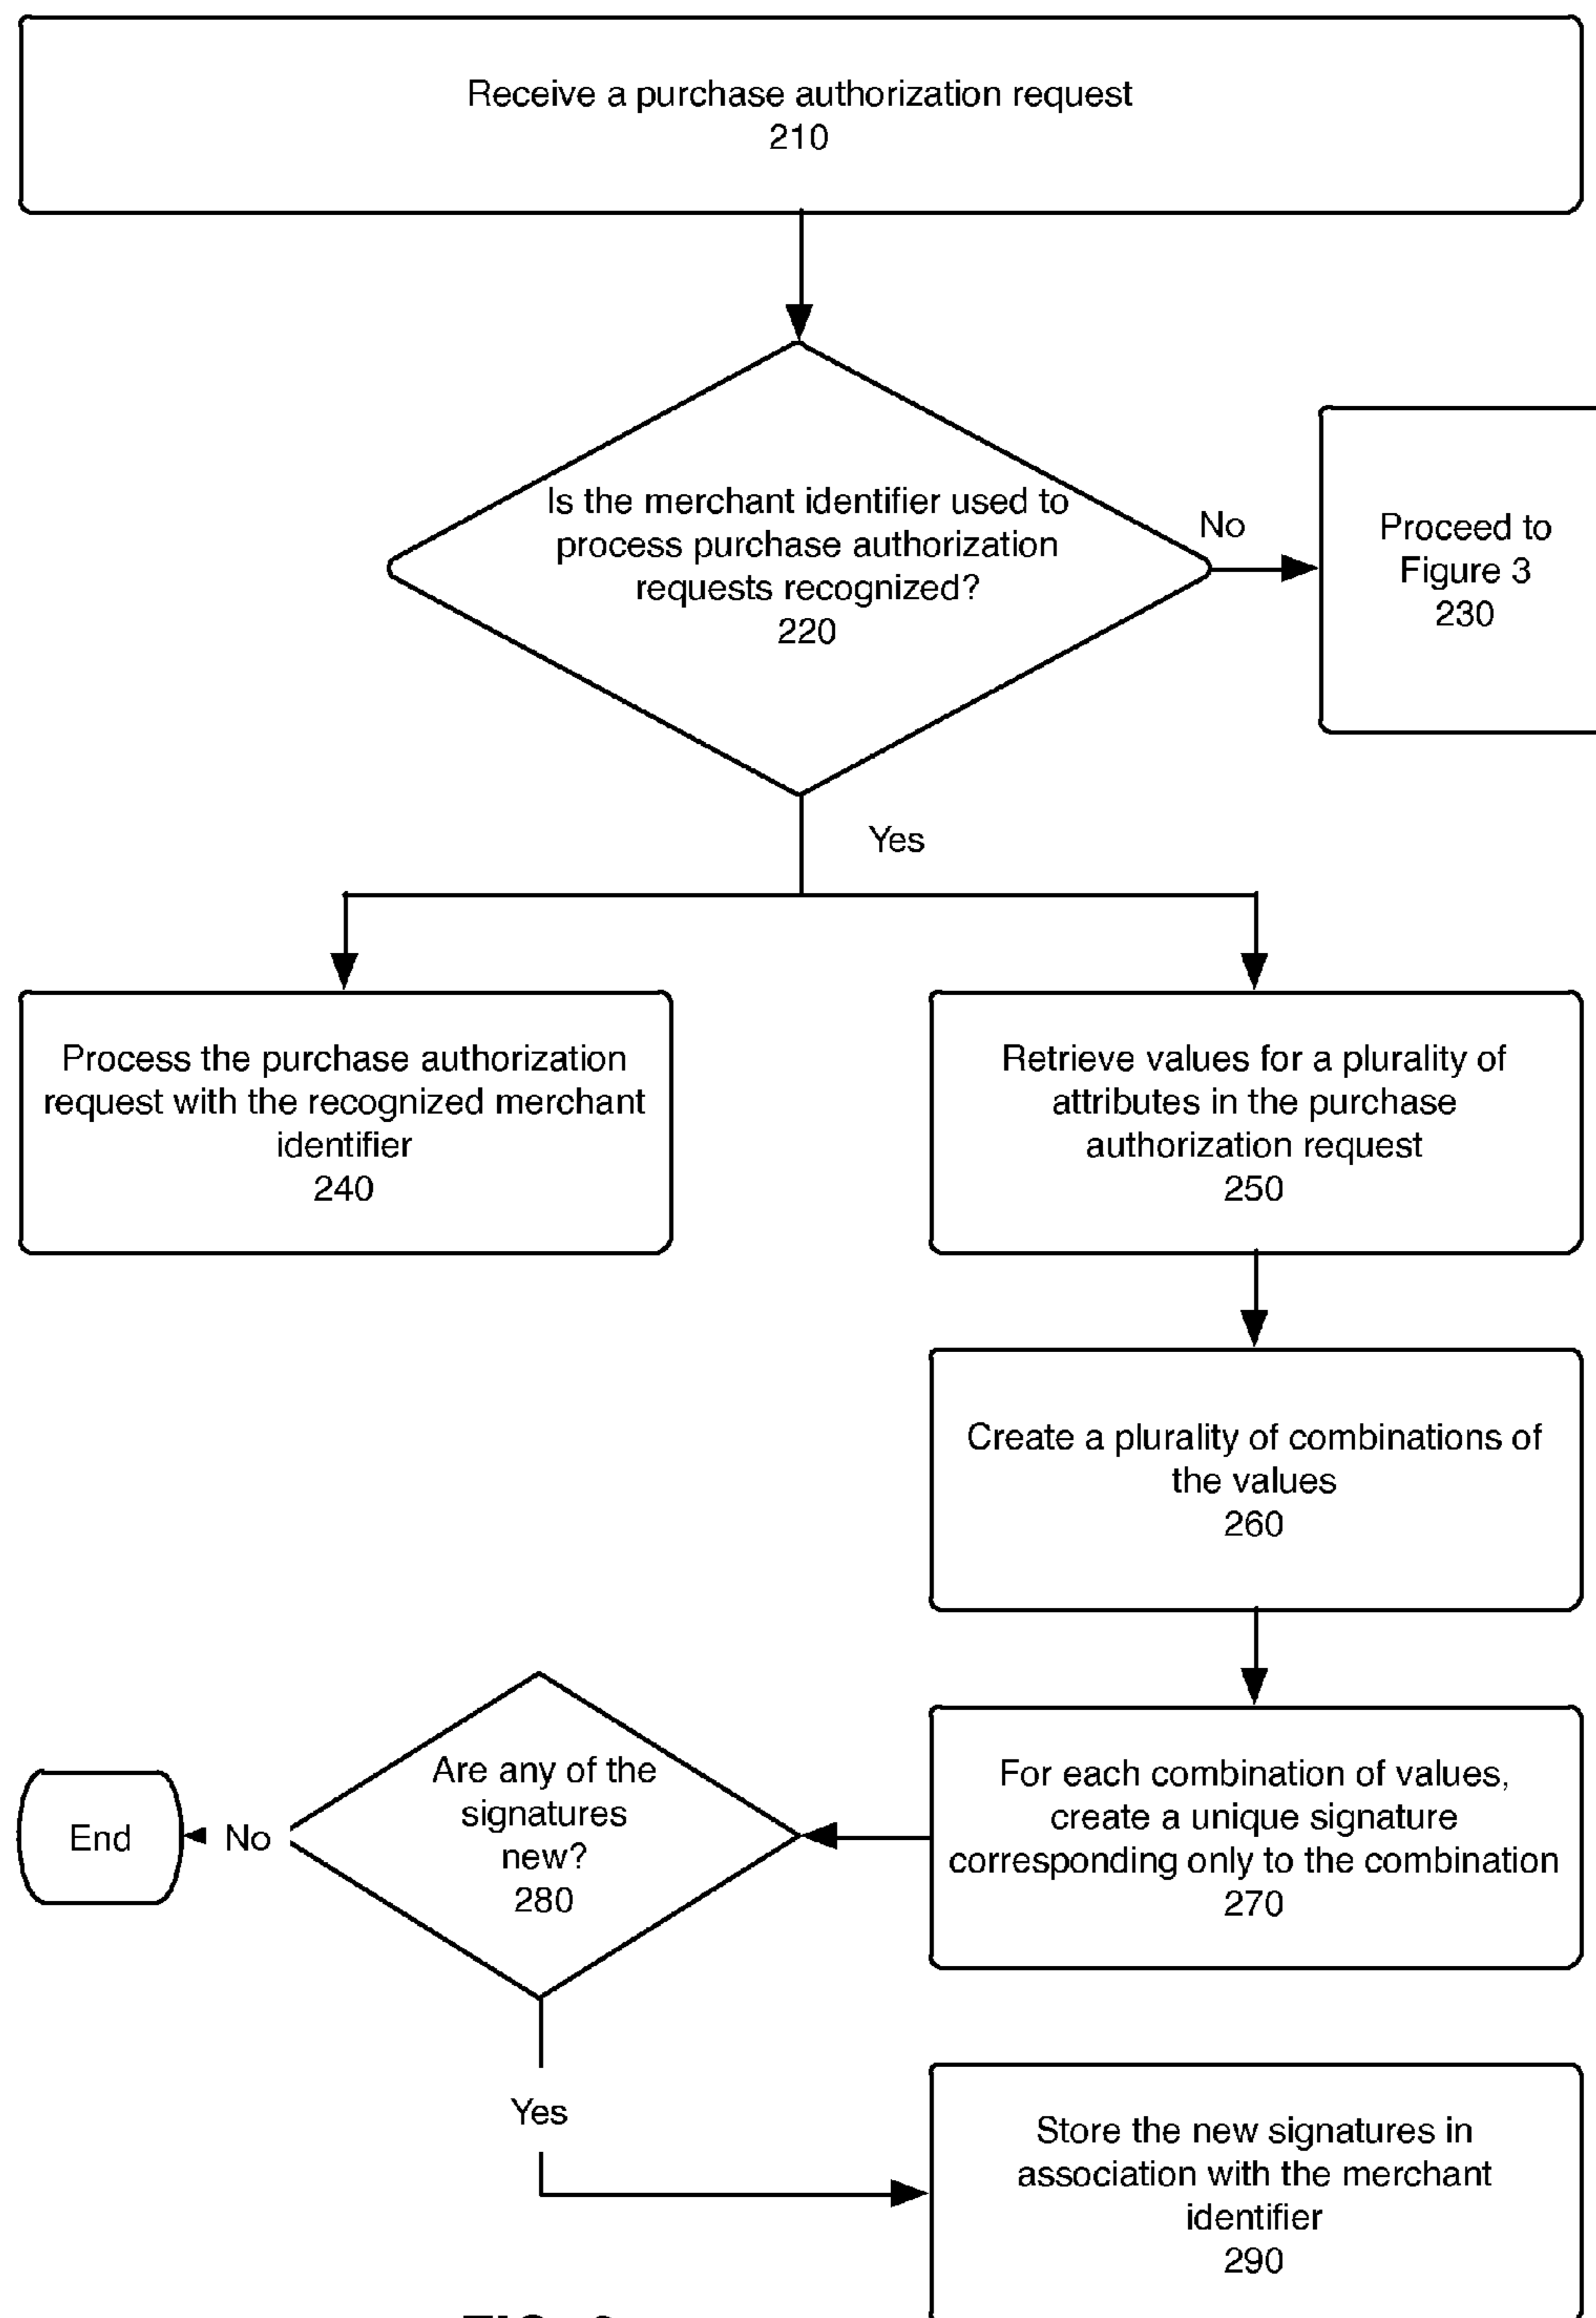 Receive a purchase authorization request
210
Is the merchant identifier used to
process purchase authorization
requests recognized?
220
No
Proceed to
Figure 3
230
Yes
Process the purchase authorization
request with the recognized merchant
identifier
240
Retrieve values for a plurality of
attributes in the purchase
authorization request
250
Create a plurality of combinations of
the values
260
For each combination of values,
create a unique signature
corresponding only to the combination
270
Are any of the
signatures
new?
280
No
End
Yes
Store the new signatures in
association with the merchant
identifier
290